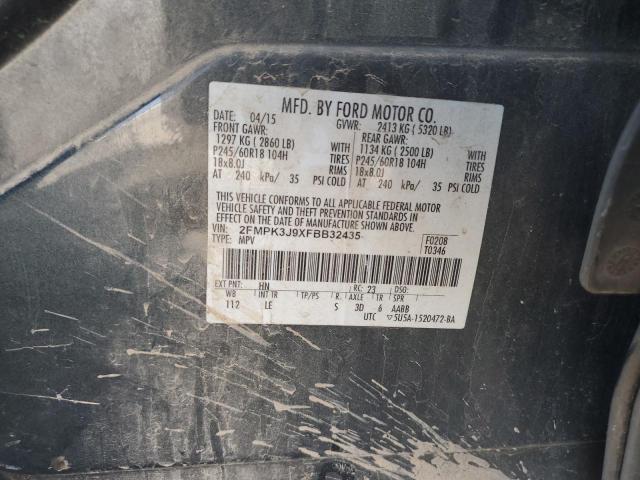 MFD. BY FORD MOTOR CO.
DATE: 04/15 GVWR: 2413 KG ( 5320 LB)
FRONT GAWR: REAR GAWR:
1297 KG ( 2860 LB) WITH 1134 KG ( 2500 LB) WITH
P245/60R18 104H TIRES P245/60R18 104H TIRES
18x8.0J RIMS 18x8.0J RIMS
AT 240 kPa/ 35 PSI COLD AT 240 kPa/ 35 PSI COLD
THIS VEHICLE CONFORMS TO ALL APPLICABLE FEDERAL MOTOR
VEHICLE SAFETY AND THEFT PREVENTION STANDARDS IN
EFFECT ON THE DATE OF MANUFACTURE SHOWN ABOVE.
VIN: 2FMPK3J9XFBB32435 F0208
TYPE: MPV T0346
EXT PNT: HN RC: 23 DSO:
WB INT TR TP/PS R. AXLE TR SPR
112 LE S 3D 6 AABB
UTC ▽5U5A-1520472-BA